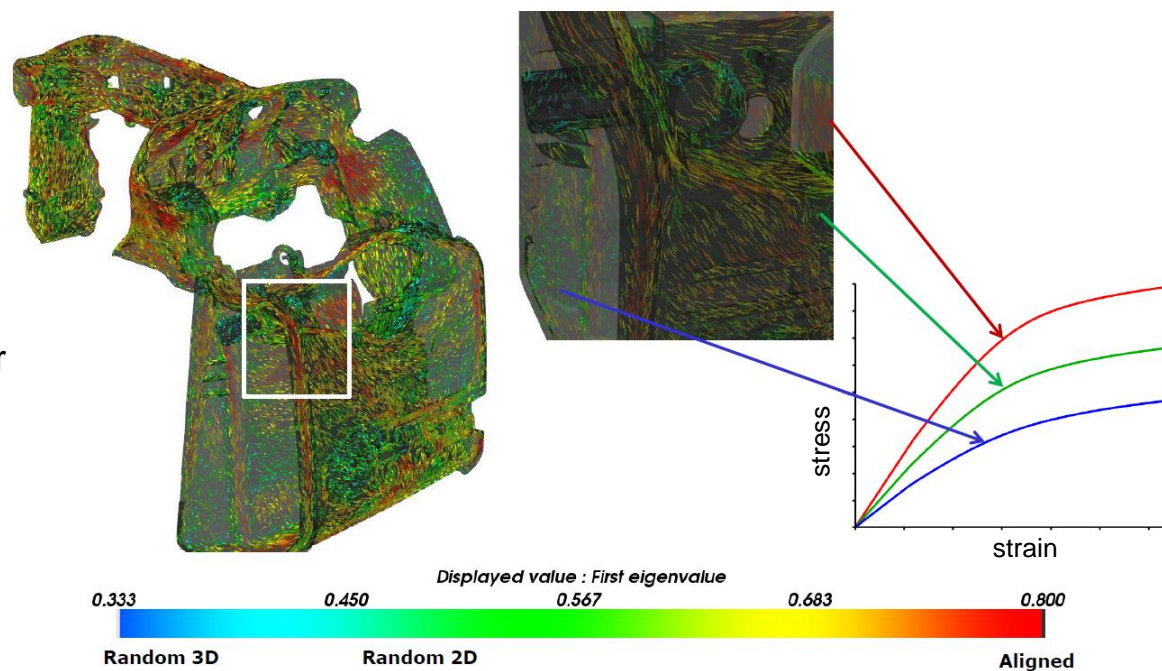 r
stress
strain
Displayed value : First eigenvalue
0.333 0.450 0.567 0.683 0.800
Random 3D Random 2D Aligned